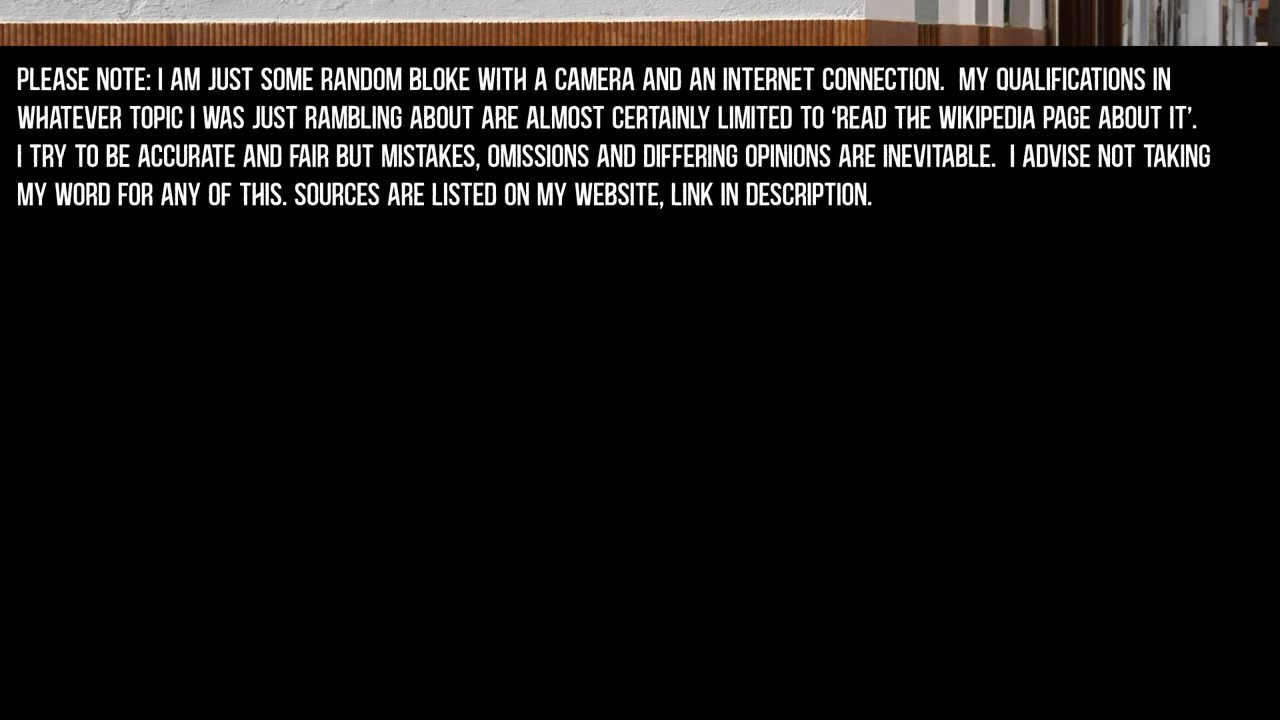 PLEASE NOTE: I AM JUST SOME RANDOM BLOKE WITH A CAMERA AND AN INTERNET CONNECTION.  MY QUALIFICATIONS IN
WHATEVER TOPIC I WAS JUST RAMBLING ABOUT ARE ALMOST CERTAINLY LIMITED TO ‘READ THE WIKIPEDIA PAGE ABOUT IT’.
I TRY TO BE ACCURATE AND FAIR BUT MISTAKES, OMISSIONS AND DIFFERING OPINIONS ARE INEVITABLE.  I ADVISE NOT TAKING
MY WORD FOR ANY OF THIS. SOURCES ARE LISTED ON MY WEBSITE, LINK IN DESCRIPTION.